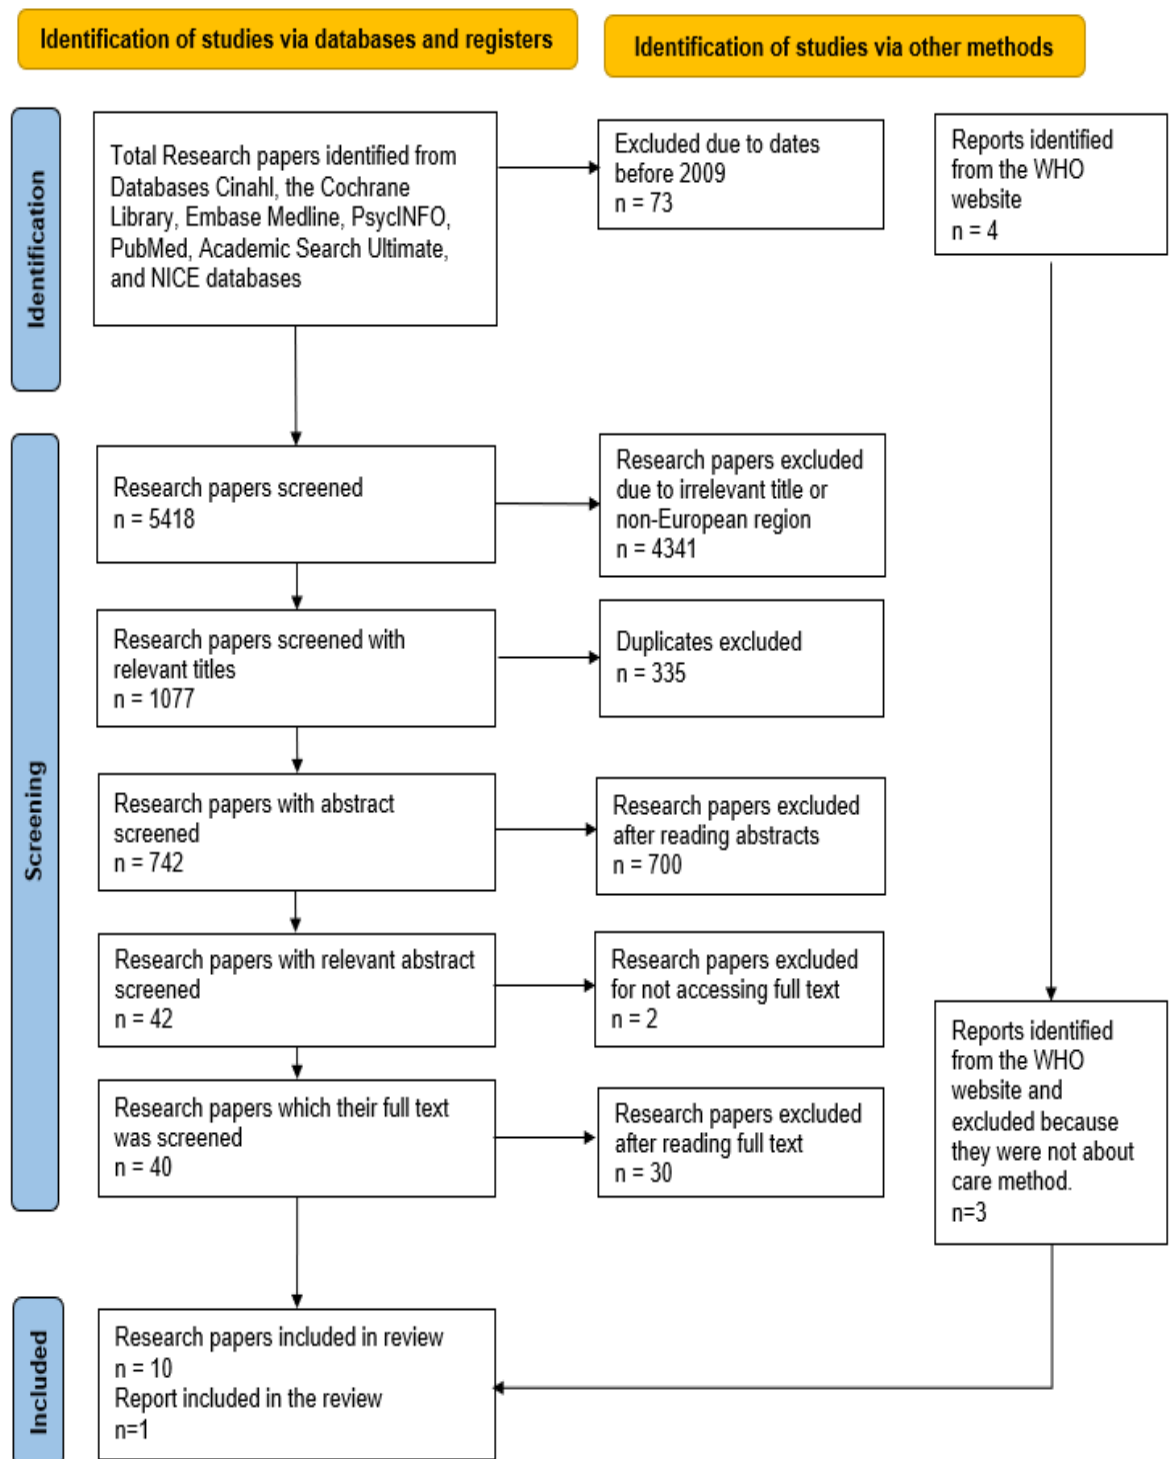 Identification of studies via databases and registers
Identification of studies via other methods
Identification
Total Research papers identified from
Databases Cinahl, the Cochrane
Library, Embase Medline, PsycINFO,
PubMed, Academic Search Ultimate,
and NICE databases
Excluded due to dates
before 2009
n = 73
Reports identified
from the WHO
website
n = 4
Screening
Research papers screened
n = 5418
Research papers excluded
due to irrelevant title or
non-European region
n = 4341
Research papers screened with
relevant titles
n = 1077
Duplicates excluded
n = 335
Research papers with abstract
screened
n = 742
Research papers excluded
after reading abstracts
n = 700
Research papers with relevant abstract
screened
n = 42
Research papers excluded
for not accessing full text
n = 2
Research papers which their full text
was screened
n = 40
Research papers excluded
after reading full text
n = 30
Reports identified
from the WHO
website and
excluded because
they were not about
care method.
n=3
Included
Research papers included in review
n = 10
Report included in the review
n=1